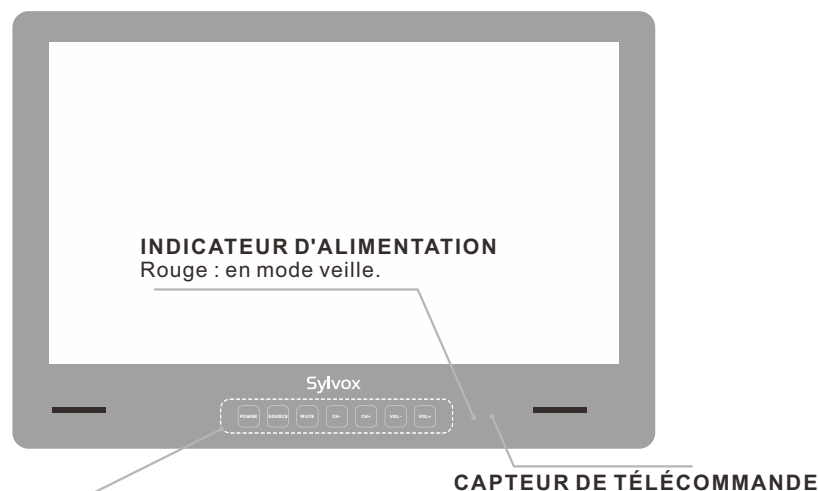 INDICATEUR D'ALIMENTATION
Rouge : en mode veille.
Sylvox
POWER SOURCE MUTE CH- CH+ VOL- VOL+
CAPTEUR DE TÉLÉCOMMANDE